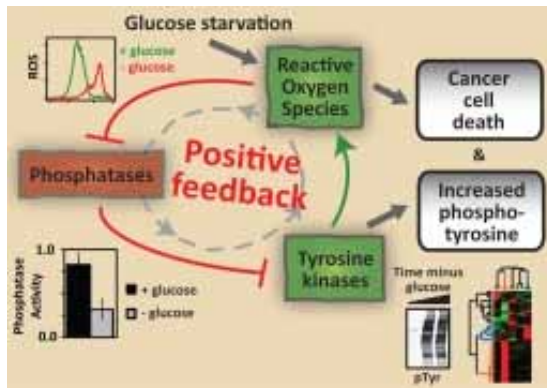 Glucose starvation
ROS
+ glucose
- glucose
Reactive
Oxygen
Species
Cancer
cell
death
&
Phosphatases
Positive
feedback
Increased
phospho-
tyrosine
Tyrosine
kinases
Phosphatase
Activity
1.0
0.0
+ glucose
- glucose
Time minus
glucose
pTyr